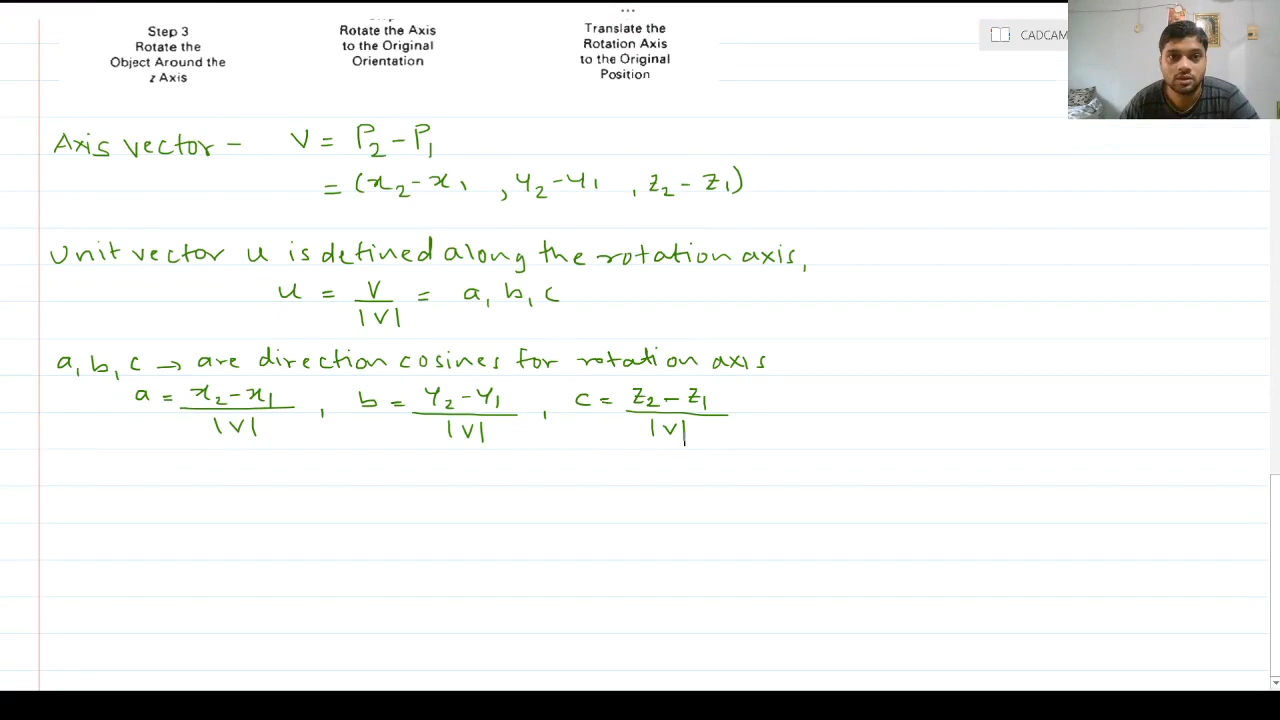 Step 3
Rotate the
Object Around the
z Axis
Rotate the Axis
to the Original
Orientation
Translate the
Rotation Axis
to the Original
Position
CADCAM
Axis vector – V = P₂ – P₁
= (x₂ – x₁ , y₂ – y₁ , z₂ – z₁)
Unit vector u is defined along the rotation axis,
u = V/|V| = a, b, c
a, b, c → are direction cosines for rotation axis
a = x₂ – x₁/|V| , b = y₂ – y₁/|V| , c = z₂ – z₁/|V|